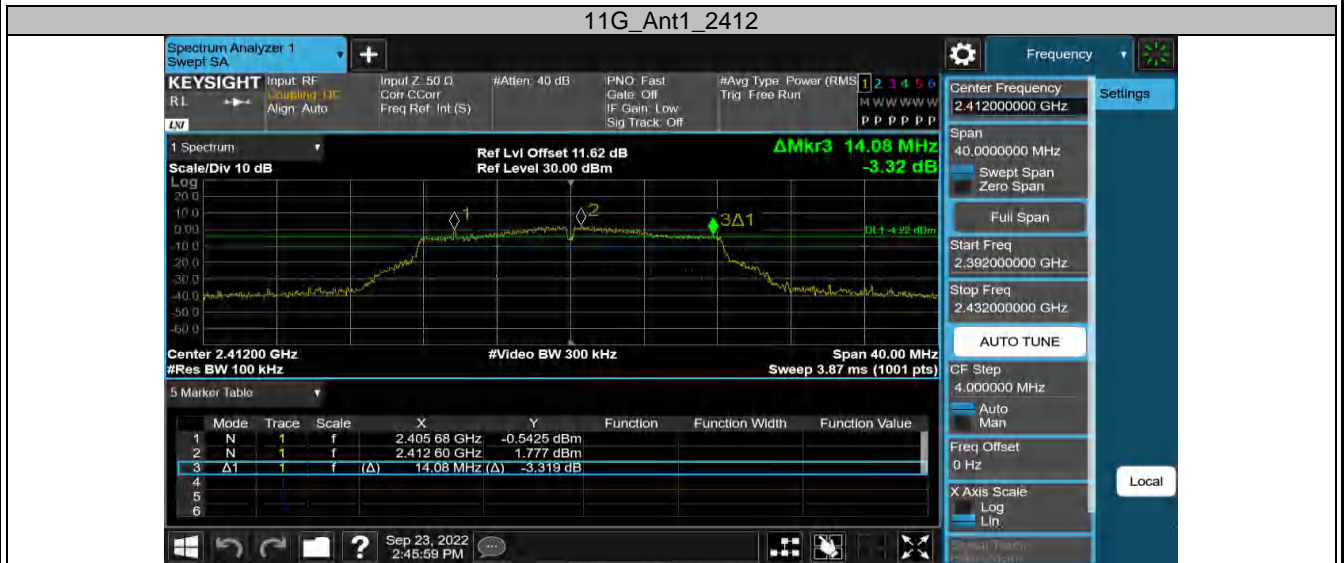 11G_Ant1_2412
Spectrum Analyzer 1
Swept SA
Frequency
KEYSIGHT
RL
LXI
Input: RF
Coupling: DC
Align: Auto
Input Z: 50 Ω
Corr CCorr
Freq Ref: Int (S)
#Atten: 40 dB
PNO: Fast
Gate: Off
IF Gain: Low
Sig Track: Off
#Avg Type: Power (RMS
Trig: Free Run
1 2 3 4 5 6
M W W W W W
P P P P P P
Center Frequency
2.412000000 GHz
Settings
1 Spectrum
Scale/Div 10 dB
Ref Lvl Offset 11.62 dB
Ref Level 30.00 dBm
ΔMkr3 14.08 MHz
-3.32 dB
Span
40.0000000 MHz
Swept Span
Zero Span
Log
20.0
10.0
0.00
-10.0
-20.0
-30.0
-40.0
-50.0
-60.0
1
2
3Δ1
DL1 -4.22 dBm
Full Span
Start Freq
2.392000000 GHz
Stop Freq
2.432000000 GHz
AUTO TUNE
Center 2.41200 GHz
#Video BW 300 kHz
Span 40.00 MHz
#Res BW 100 kHz
Sweep 3.87 ms (1001 pts)
CF Step
4.000000 MHz
Auto
Man
5 Marker Table
Mode Trace Scale X Y Function Function Width Function Value
1 N 1 f 2.405 68 GHz -0.5425 dBm
2 N 1 f 2.412 60 GHz 1.777 dBm
3 Δ1 1 f (Δ) 14.08 MHz (Δ) -3.319 dB
4
5
6
Freq Offset
0 Hz
Local
X Axis Scale
Log
Lin
Sep 23, 2022
2:45:59 PM